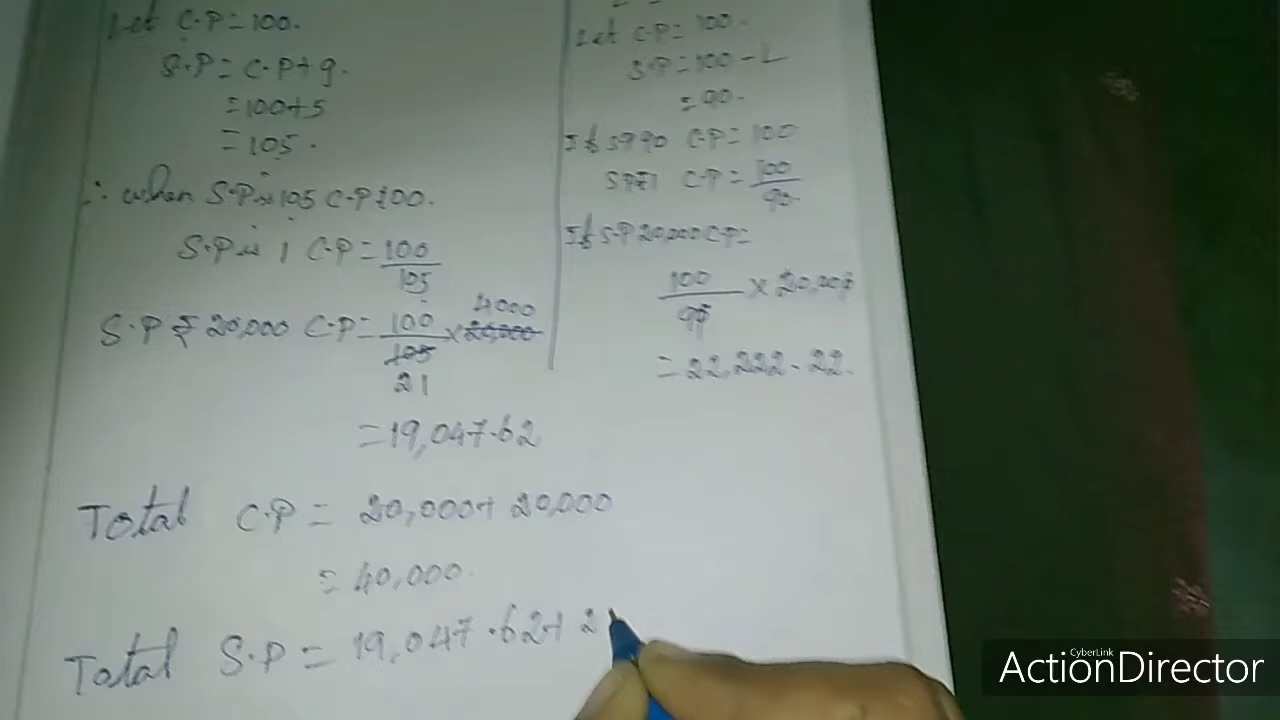 Let C.P=100.
S.P= C.P+g.
=100+5
=105.
∴ when S.P is 105 C.P ₹100.
S.P is 1 C.P = 100/105
S.P ₹ 20,000 C.P= 100/105 × 20,000
4000
21
=19,047.62
Let C.P= 100.
S.P=100-L
=90.
If S.P 90 C.P= 100
SP₹1 C.P = 100/90.
If S.P 20,000 C.P=
100/90 × 20,000
=22,222.22.
Total C.P = 20,000+ 20,000
= 40,000.
Total S.P = 19,047.62+ 2
CyberLink
ActionDirector